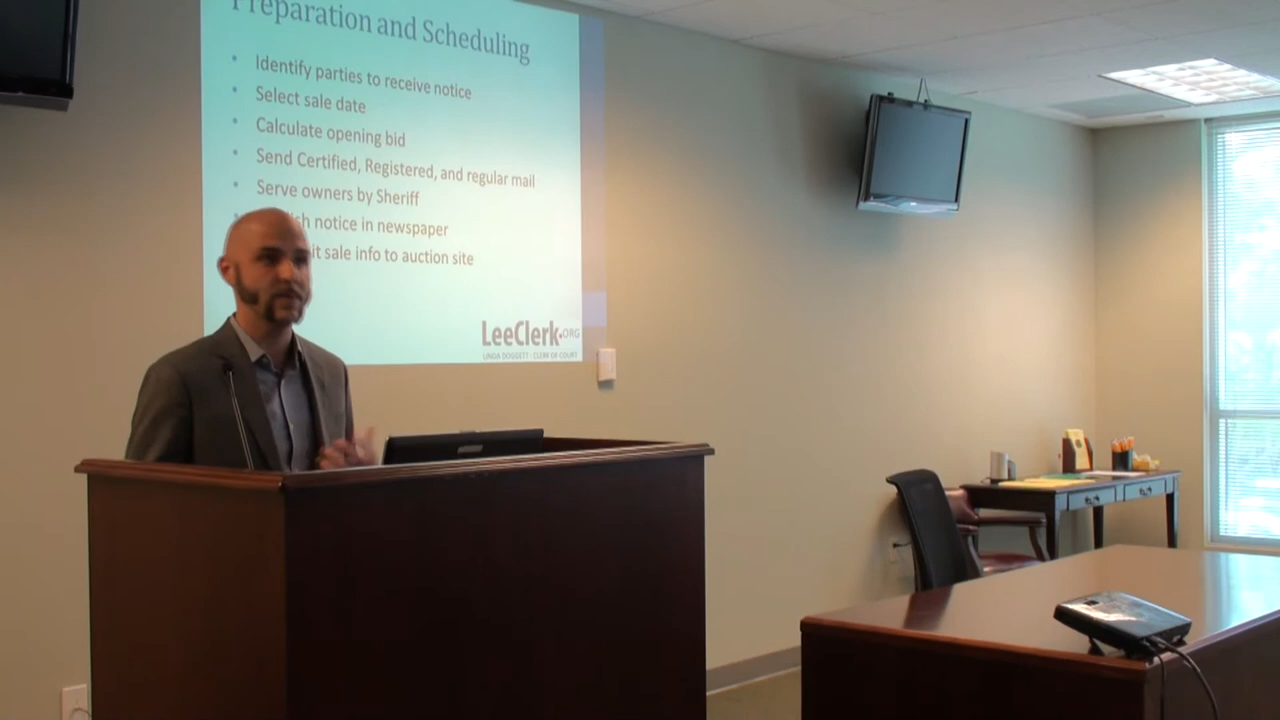 Preparation and Scheduling
• Identify parties to receive notice
• Select sale date
• Calculate opening bid
• Send Certified, Registered, and regular mail
• Serve owners by Sheriff
notice in newspaper
sale info to auction site
LeeClerk.ORG
LINDA DOGGETT - CLERK OF COURT